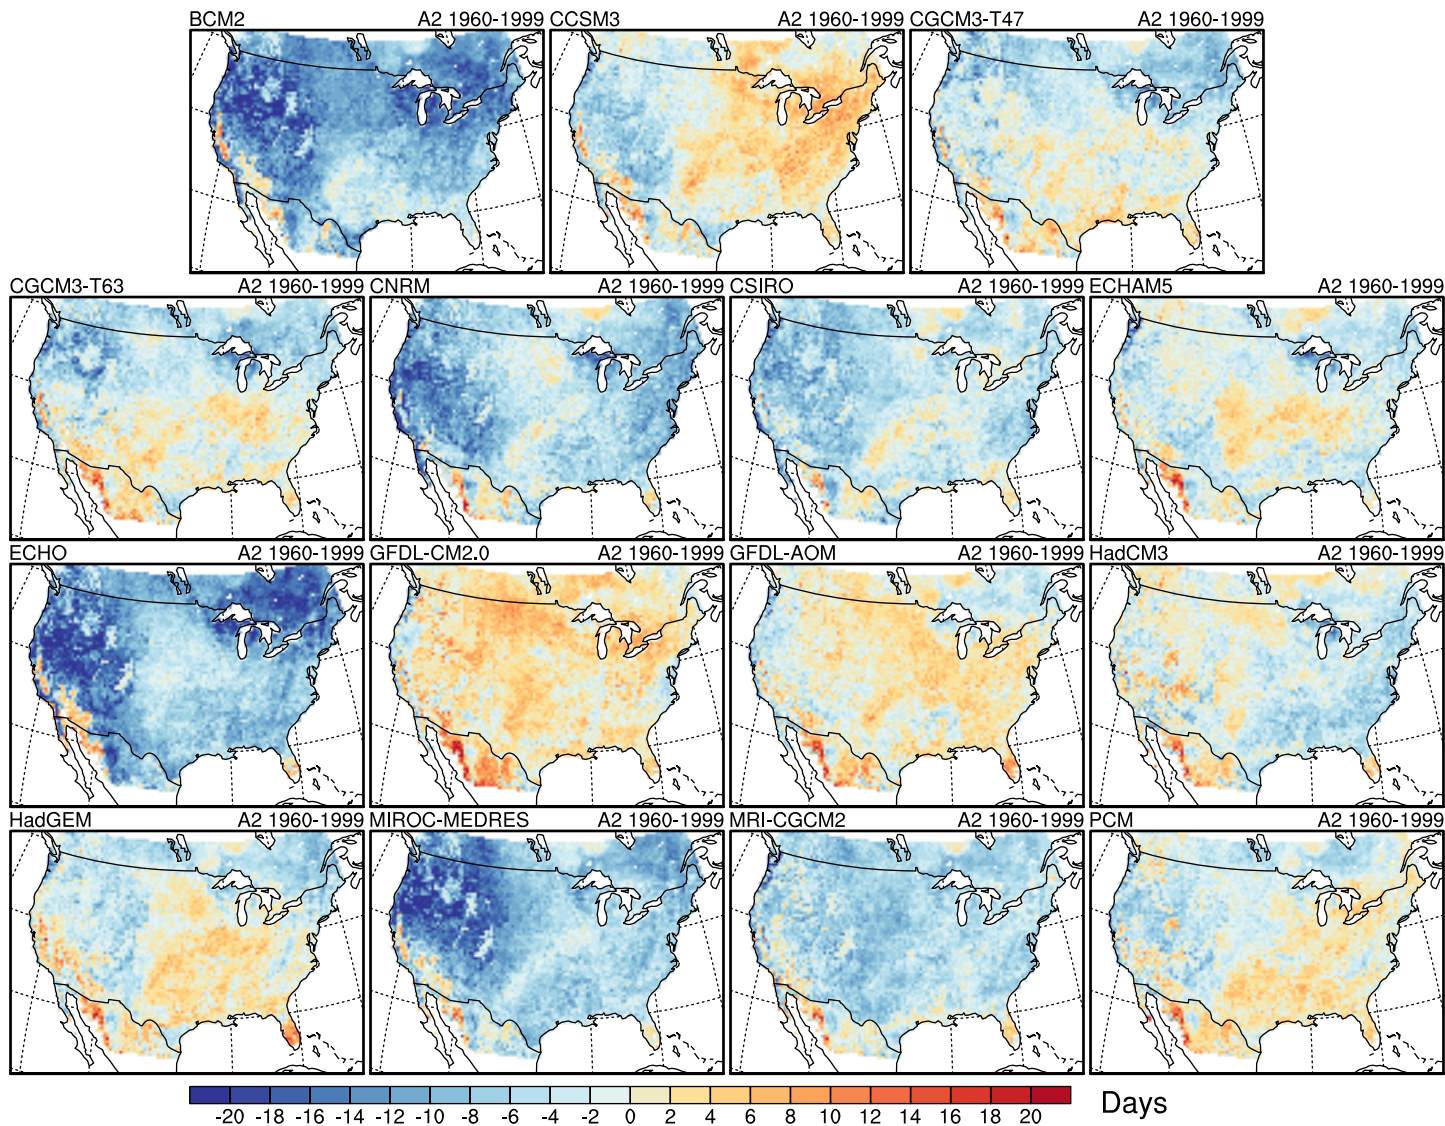 BCM2 A2 1960-1999 CCSM3 A2 1960-1999 CGCM3-T47 A2 1960-1999
CGCM3-T63 A2 1960-1999 CNRM A2 1960-1999 CSIRO A2 1960-1999 ECHAM5 A2 1960-1999
ECHO A2 1960-1999 GFDL-CM2.0 A2 1960-1999 GFDL-AOM A2 1960-1999 HadCM3 A2 1960-1999
HadGEM A2 1960-1999 MIROC-MEDRES A2 1960-1999 MRI-CGCM2 A2 1960-1999 PCM A2 1960-1999
-20 -18 -16 -14 -12 -10 -8 -6 -4 -2 0 2 4 6 8 10 12 14 16 18 20 Days